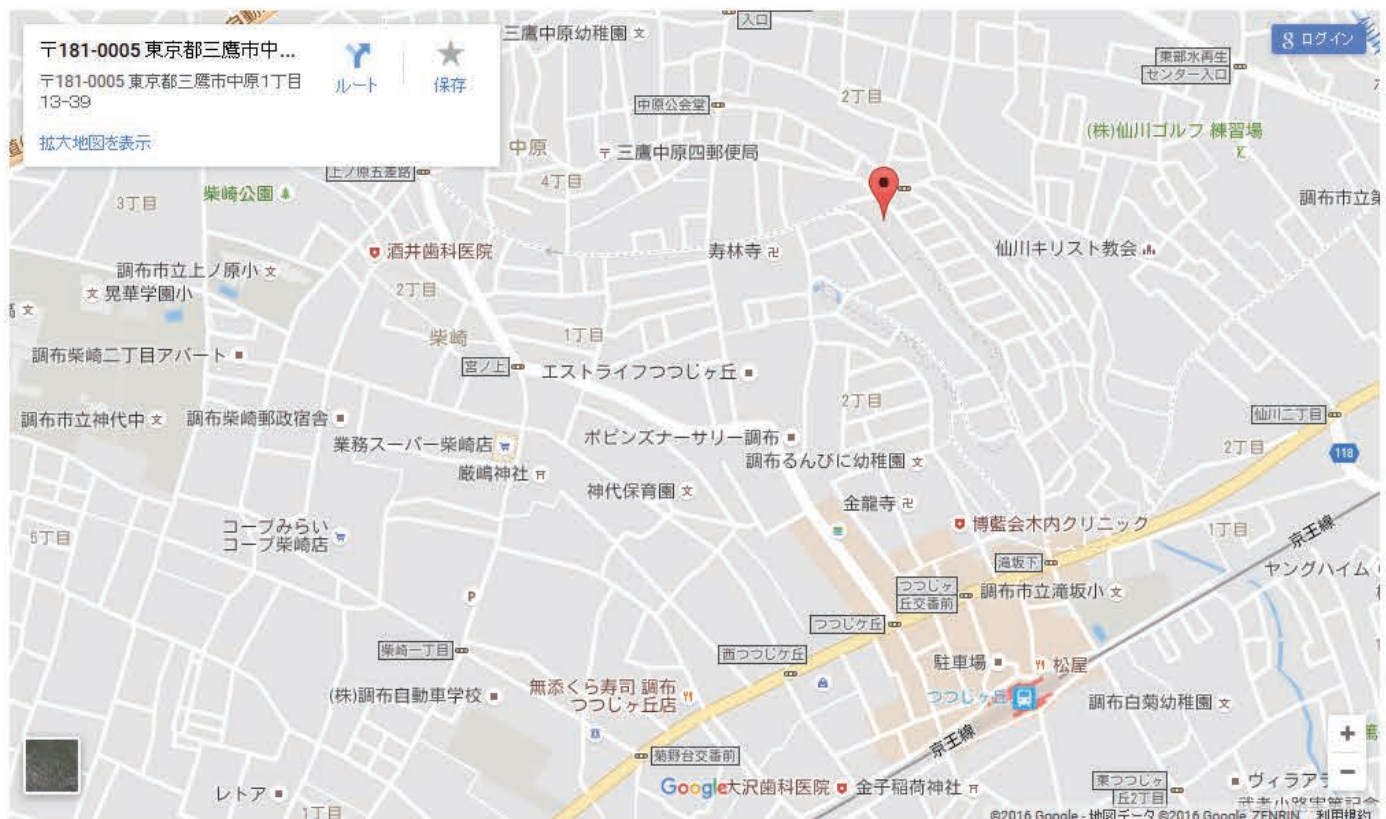 〒181-0005 東京都三鷹市中...
〒181-0005 東京都三鷹市中原1丁目
13-39
ルート
保存
拡大地図を表示
ログイン
入口
三鷹中原幼稚園
東部水再生
センター入口
中原公会堂
2丁目
(株)仙川ゴルフ 練習場
中原
三鷹中原四郵便局
上ノ原五差路
4丁目
柴崎公園
3丁目
調布市立第
酒井歯科医院
寿林寺
仙川キリスト教会
調布市立上ノ原小
晃華学園小
2丁目
柴崎
1丁目
調布柴崎二丁目アパート
宮ノ上
エストライフつつじヶ丘
2丁目
仙川二丁目
調布市立神代中
調布柴崎郵政宿舎
業務スーパー柴崎店
ポピンズナーサリー調布
2丁目
118
調布るんびに幼稚園
厳嶋神社
神代保育園
金龍寺
コープみらい
コープ柴崎店
博藍会木内クリニック
1丁目
京王線
6丁目
滝坂下
ヤングハイム
つつじヶ
丘交番前
調布市立滝坂小
P
つつじケ丘
柴崎一丁目
西つつじケ丘
駐車場
松屋
(株)調布自動車学校
無添くら寿司 調布
つつじヶ丘店
つつじヶ丘
調布白菊幼稚園
京王線
菊野台交番前
レトア
Google
大沢歯科医院
金子稲荷神社
東つつじヶ
丘2丁目
ヴィラア
1丁目
武者小路実篤記念
©2016 Google - 地図データ ©2016 Google, ZENRIN
利用規約